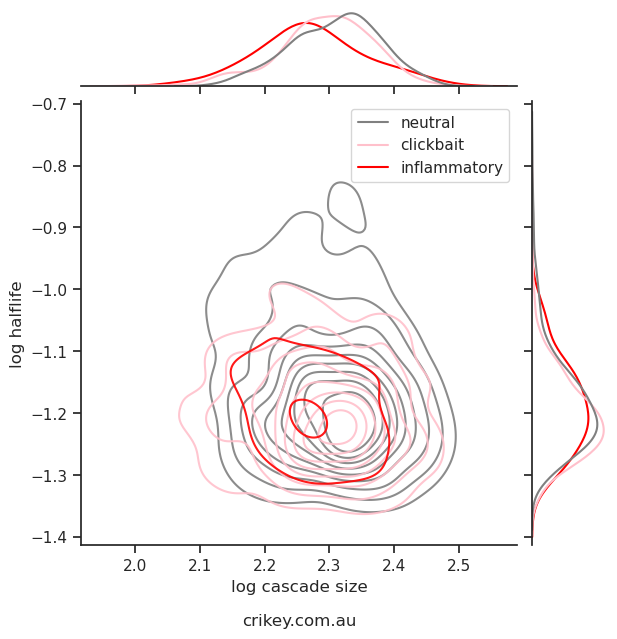 neutral
clickbait
inflammatory
−0.7
−0.8
−0.9
−1.0
−1.1
−1.2
−1.3
−1.4
log halflife
2.0 2.1 2.2 2.3 2.4 2.5
log cascade size
crikey.com.au